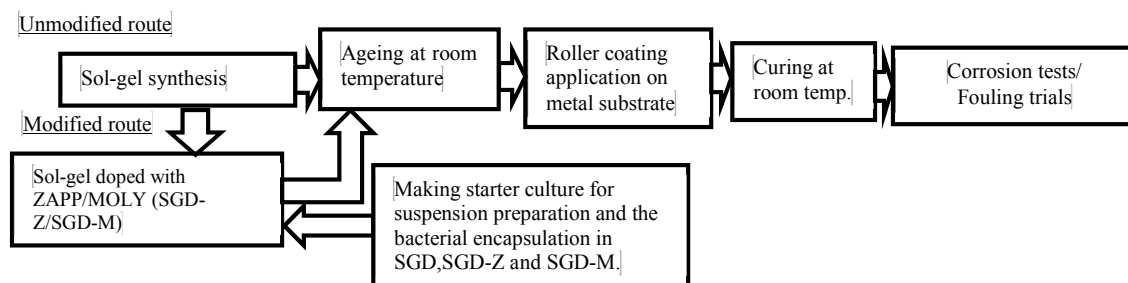 Unmodified route
Sol-gel synthesis
Ageing at room
temperature
Roller coating
application on
metal substrate
Curing at
room temp.
Corrosion tests/
Fouling trials
Modified route
Sol-gel doped with
ZAPP/MOLY (SGD-
Z/SGD-M)
Making starter culture for
suspension preparation and the
bacterial encapsulation in
SGD,SGD-Z and SGD-M.